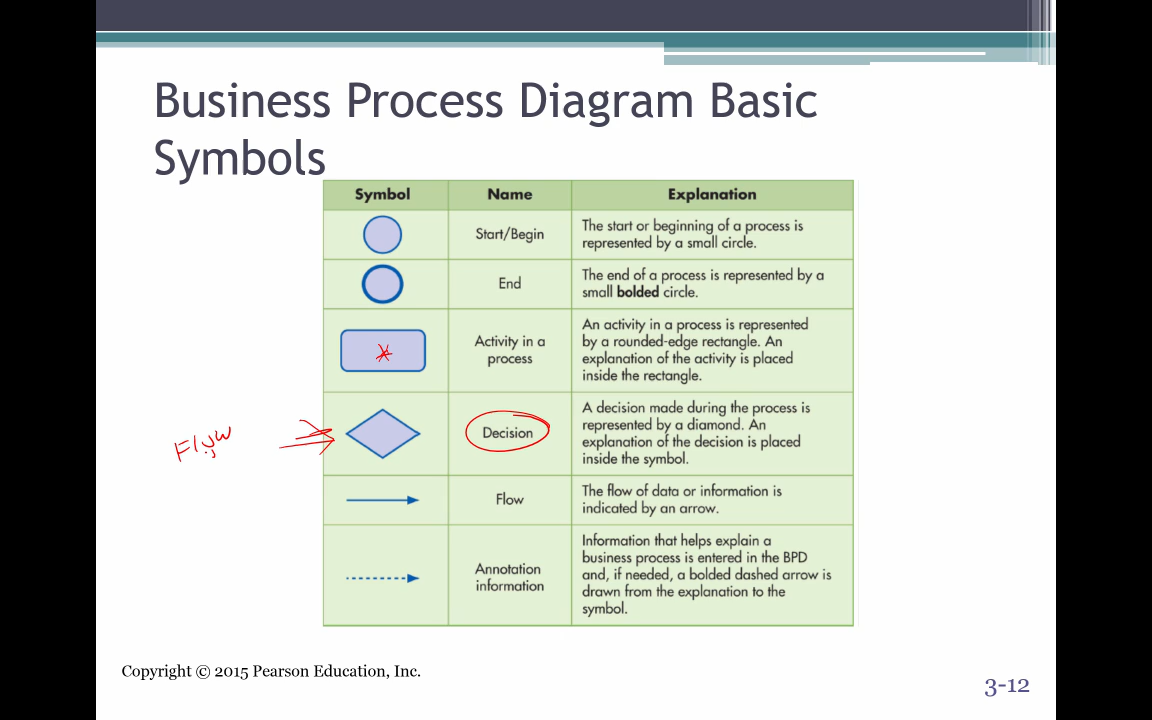 Business Process Diagram Basic
Symbols
Symbol Name Explanation
Start/Begin
The start or beginning of a process is
represented by a small circle.
End
The end of a process is represented by a
small bolded circle.
Activity in a
process
An activity in a process is represented
by a rounded-edge rectangle. An
explanation of the activity is placed
inside the rectangle.
Decision
A decision made during the process is
represented by a diamond. An
explanation of the decision is placed
inside the symbol.
Flow
The flow of data or information is
indicated by an arrow.
Annotation
information
Information that helps explain a
business process is entered in the BPD
and, if needed, a bolded dashed arrow is
drawn from the explanation to the
symbol.
Copyright © 2015 Pearson Education, Inc.
3-12